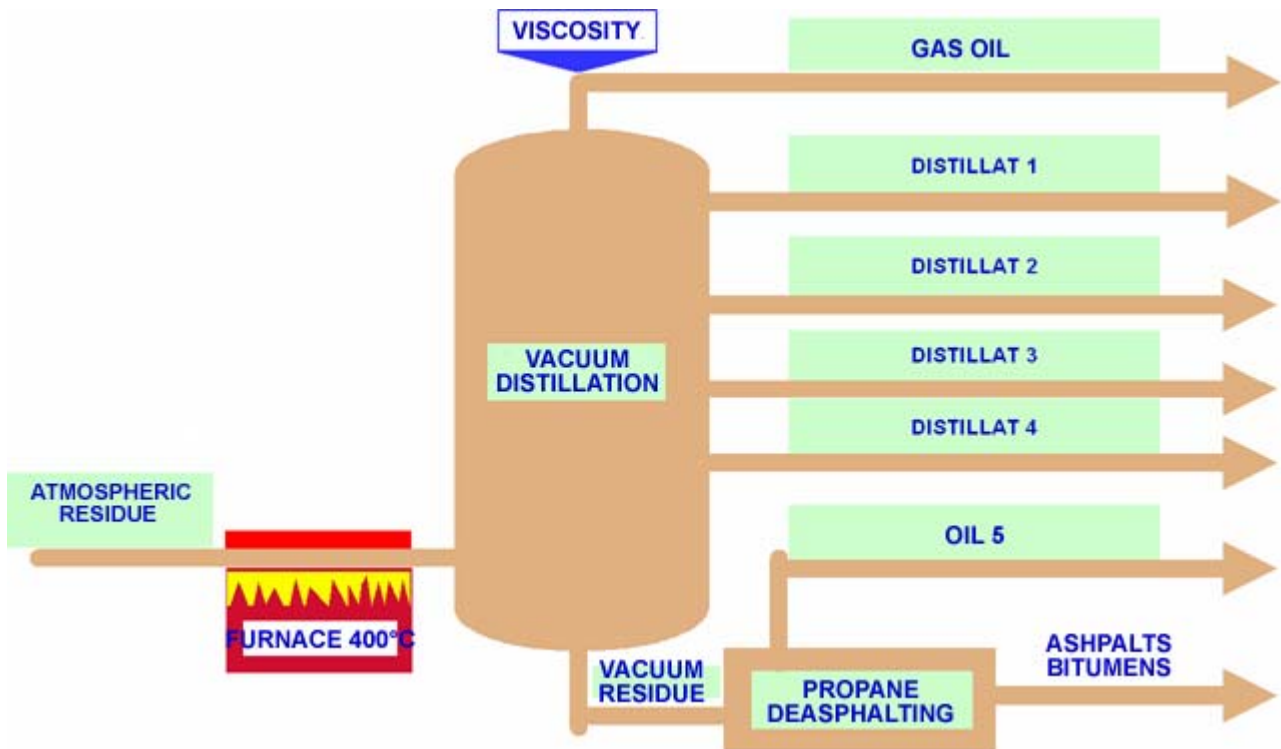 VISCOSITY
GAS OIL
DISTILLAT 1
DISTILLAT 2
DISTILLAT 3
VACUUM
DISTILLATION
DISTILLAT 4
ATMOSPHERIC
RESIDUE
OIL 5
FURNACE 400°C
VACUUM
RESIDUE
PROPANE
DEASPHALTING
ASHPALTS
BITUMENS